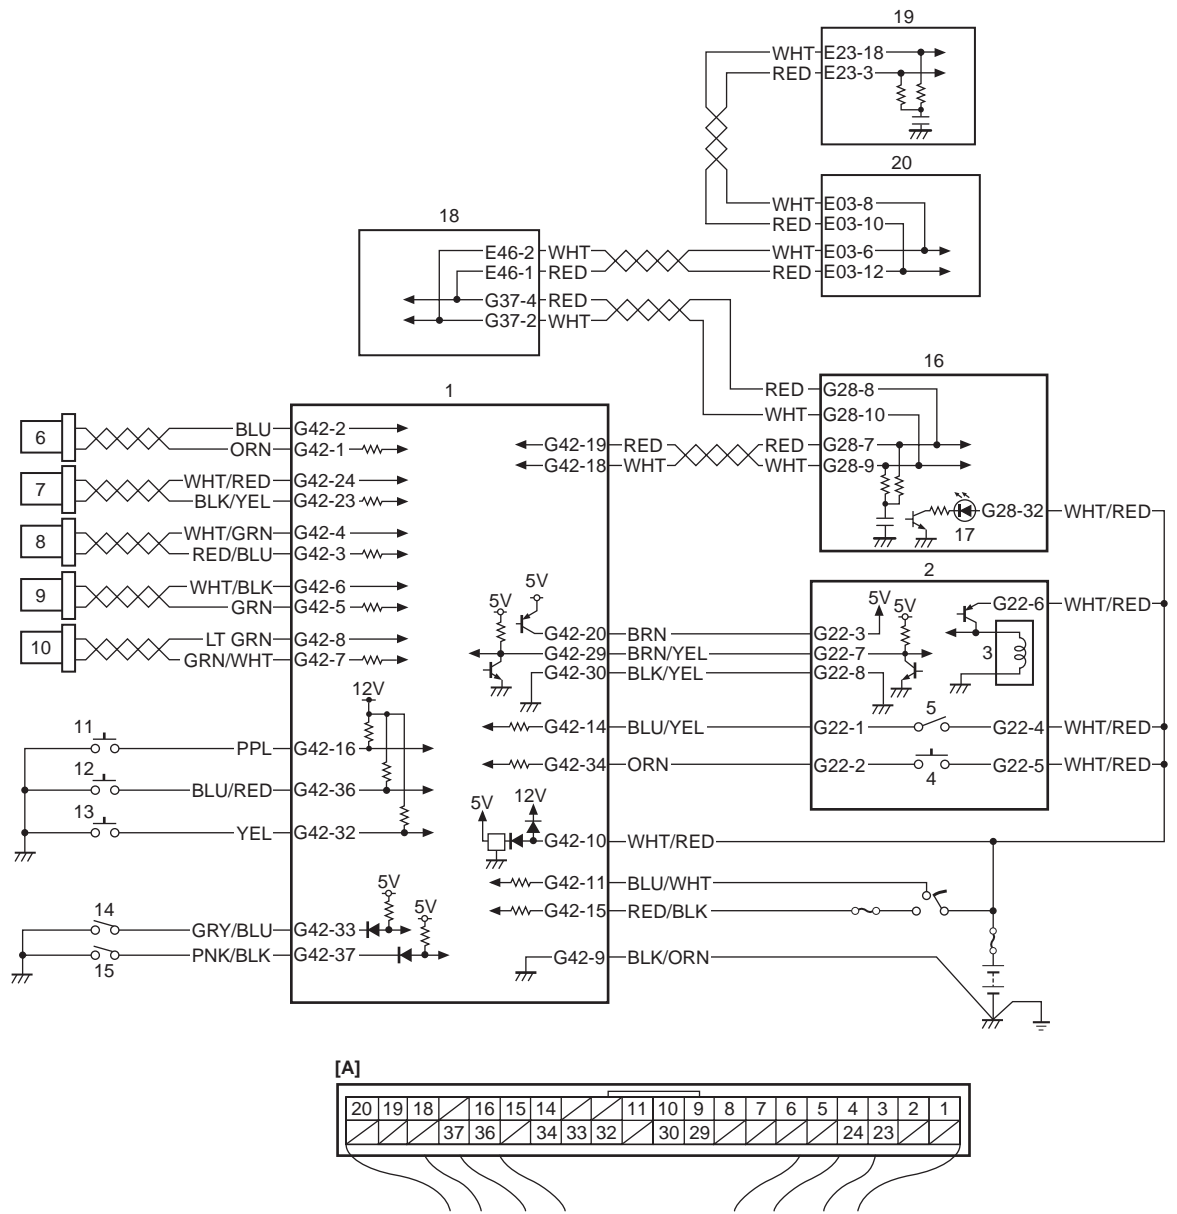 19
WHT E23-18
RED E23-3
20
WHT E03-8
RED E03-10
WHT E03-6
RED E03-12
18
E46-2 WHT
E46-1 RED
G37-4 RED
G37-2 WHT
16
RED G28-8
WHT G28-10
RED G28-7
WHT G28-9
G28-32 WHT/RED
17
1
6
BLU G42-2
ORN G42-1
7
WHT/RED G42-24
BLK/YEL G42-23
8
WHT/GRN G42-4
RED/BLU G42-3
9
WHT/BLK G42-6
GRN G42-5
10
LT GRN G42-8
GRN/WHT G42-7
12V
11
PPL G42-16
12
BLU/RED G42-36
13
YEL G42-32
5V
14
GRY/BLU G42-33
5V
15
PNK/BLK G42-37
G42-19 RED
G42-18 WHT
5V
5V
G42-20 BRN
G42-29 BRN/YEL
G42-30 BLK/YEL
G42-14 BLU/YEL
G42-34 ORN
5V
12V
G42-10 WHT/RED
G42-11 BLU/WHT
G42-15 RED/BLK
G42-9 BLK/ORN
2
5V
5V
G22-3
G22-7
G22-8
G22-6 WHT/RED
3
5
G22-1
G22-4 WHT/RED
G22-2
4
G22-5 WHT/RED
[A]
20 19 18 16 15 14 11 10 9 8 7 6 5 4 3 2 1
37 36 34 33 32 30 29 24 23